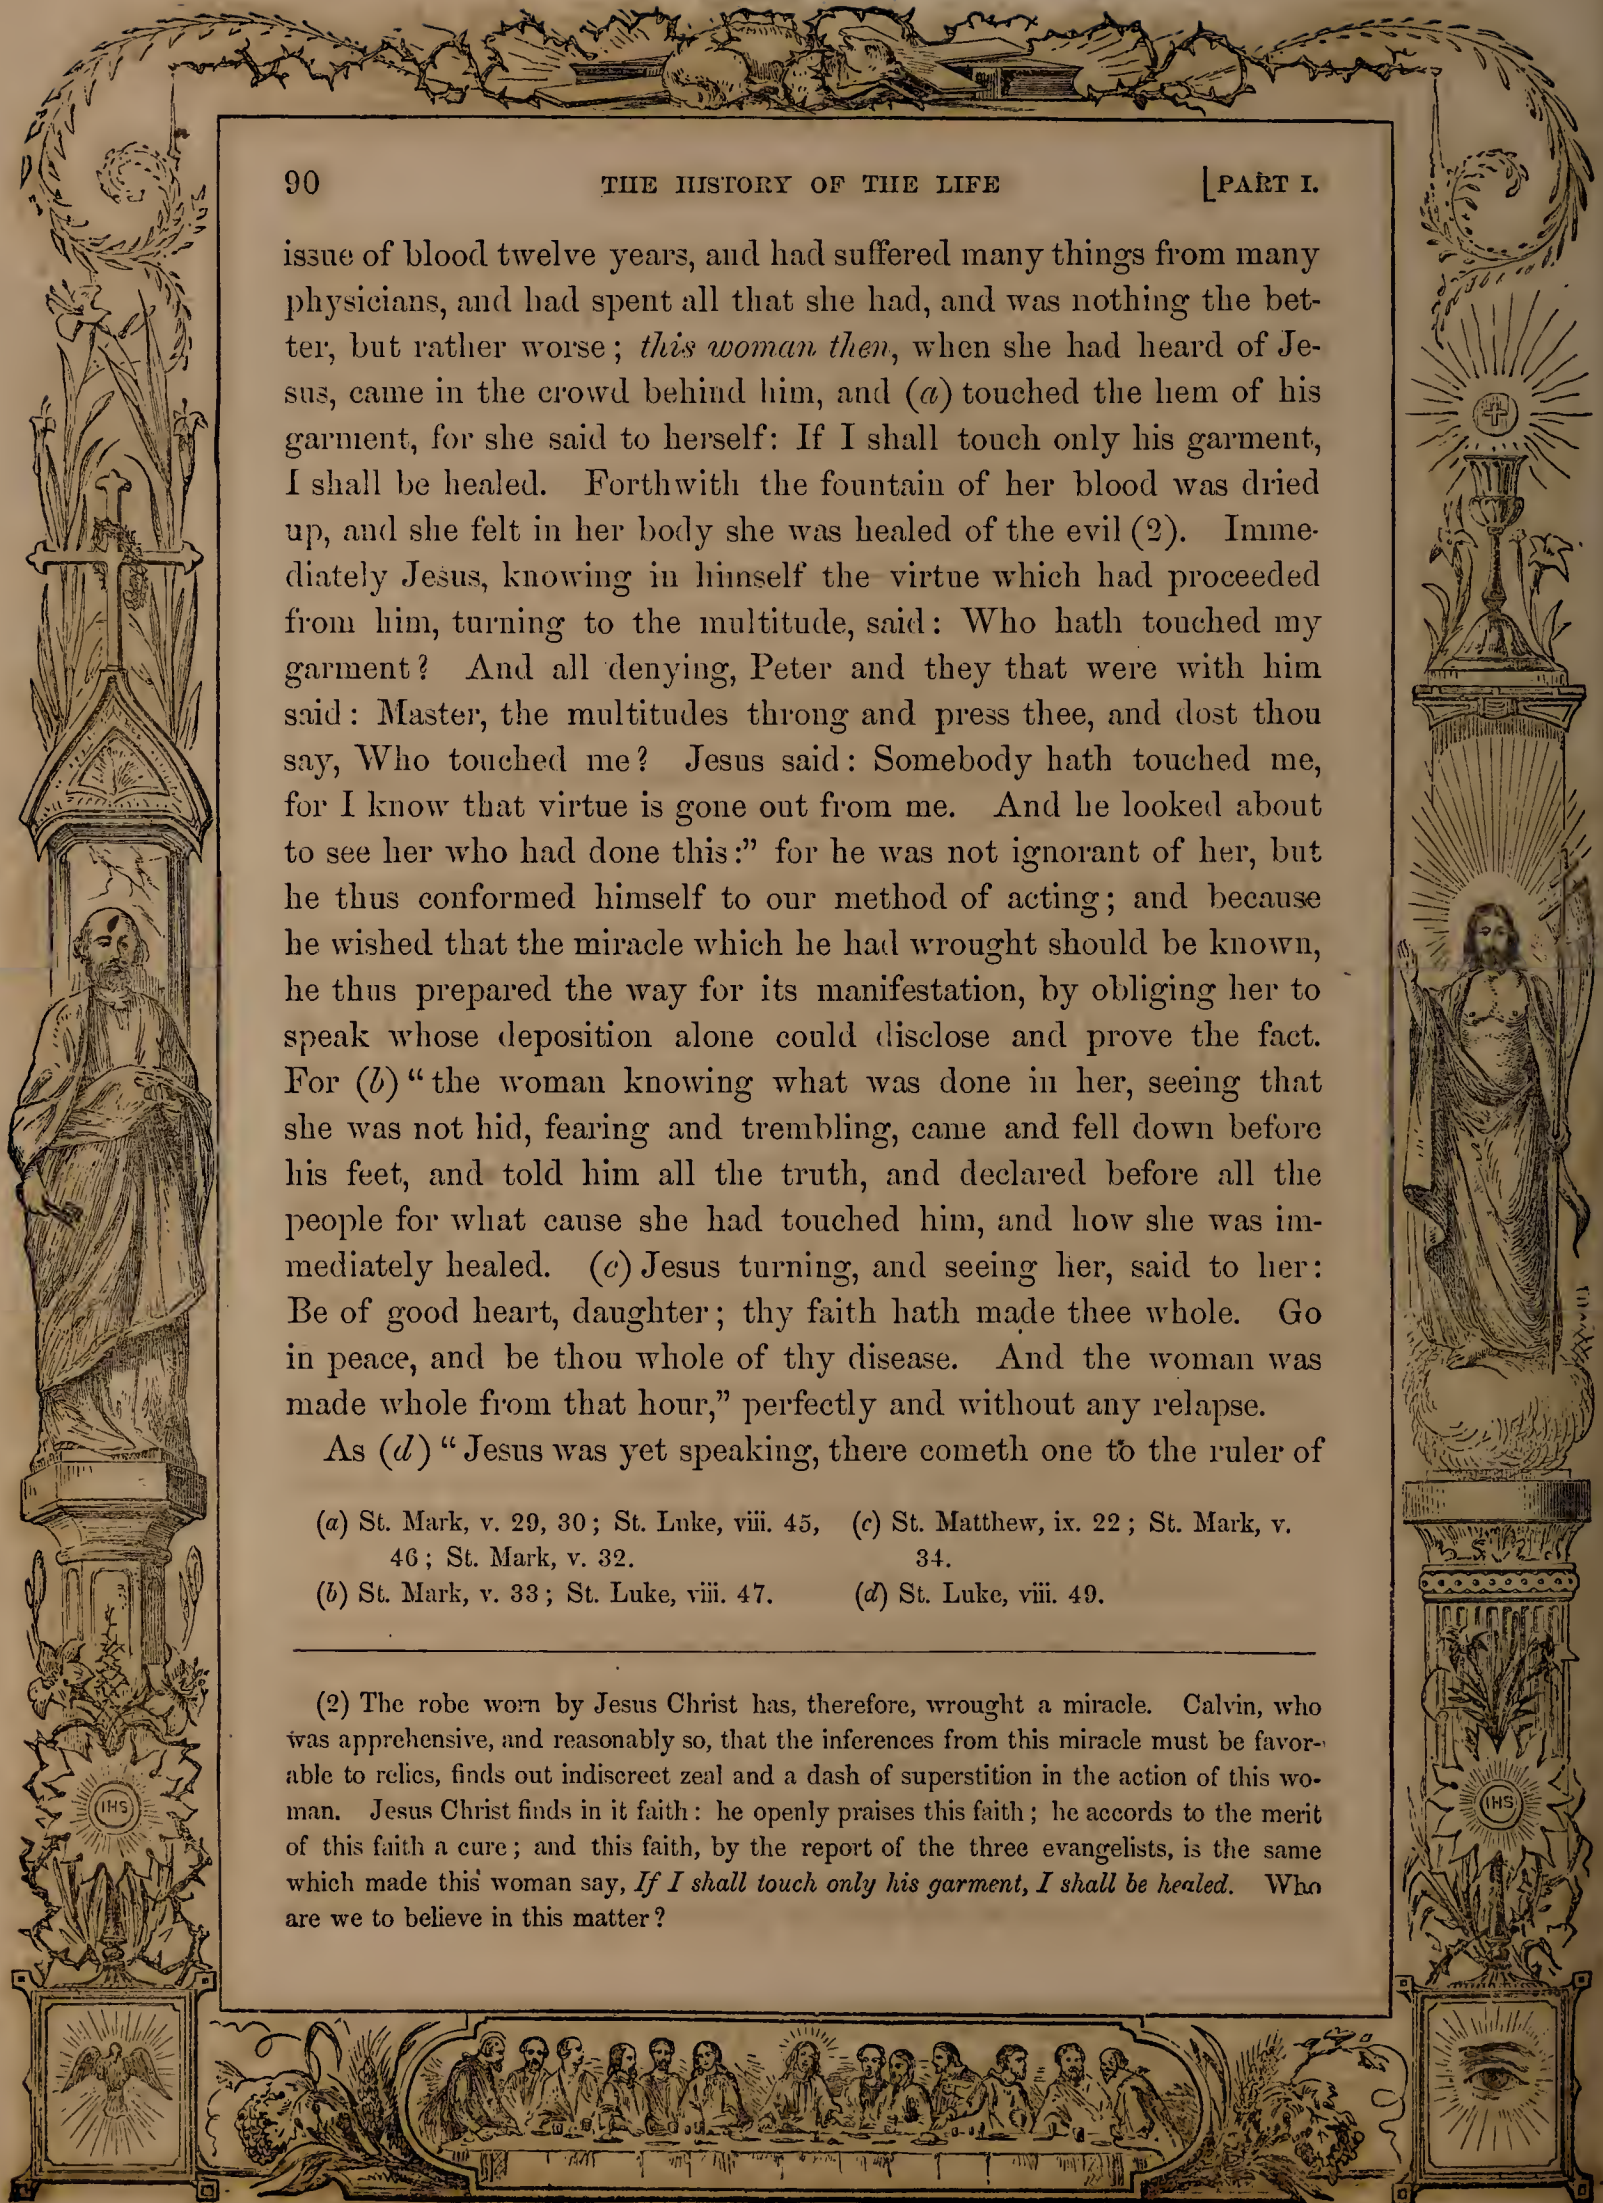 90 THE HISTORY OF THE LIFE [PART I.
issue of blood twelve years, and had suffered many things from many
physicians, and had spent all that she had, and was nothing the bet-
ter, but rather worse; this woman then, when she had heard of Je-
sus, came in the crowd behind him, and (a) touched the hem of his
garment, for she said to herself: If I shall touch only his garment,
I shall be healed. Forthwith the fountain of her blood was dried
up, and she felt in her body she was healed of the evil (2). Imme-
diately Jesus, knowing in himself the virtue which had proceeded
from him, turning to the multitude, said: Who hath touched my
garment? And all denying, Peter and they that were with him
said: Master, the multitudes throng and press thee, and dost thou
say, Who touched me? Jesus said: Somebody hath touched me,
for I know that virtue is gone out from me. And he looked about
to see her who had done this:” for he was not ignorant of her, but
he thus conformed himself to our method of acting; and because
he wished that the miracle which he had wrought should be known,
he thus prepared the way for its manifestation, by obliging her to
speak whose deposition alone could disclose and prove the fact.
For (b) “the woman knowing what was done in her, seeing that
she was not hid, fearing and trembling, came and fell down before
his feet, and told him all the truth, and declared before all the
people for what cause she had touched him, and how she was im-
mediately healed. (c) Jesus turning, and seeing her, said to her:
Be of good heart, daughter; thy faith hath made thee whole. Go
in peace, and be thou whole of thy disease. And the woman was
made whole from that hour,” perfectly and without any relapse.
As (d) “Jesus was yet speaking, there cometh one to the ruler of
(a) St. Mark, v. 29, 30; St. Luke, viii. 45,
46; St. Mark, v. 32.
(b) St. Mark, v. 33; St. Luke, viii. 47.
(c) St. Matthew, ix. 22; St. Mark, v.
34.
(d) St. Luke, viii. 49.
(2) The robe worn by Jesus Christ has, therefore, wrought a miracle. Calvin, who
was apprehensive, and reasonably so, that the inferences from this miracle must be favor-
able to relics, finds out indiscreet zeal and a dash of superstition in the action of this wo-
man. Jesus Christ finds in it faith: he openly praises this faith; he accords to the merit
of this faith a cure; and this faith, by the report of the three evangelists, is the same
which made this woman say, If I shall touch only his garment, I shall be healed. Who
are we to believe in this matter?
IHS
IHS